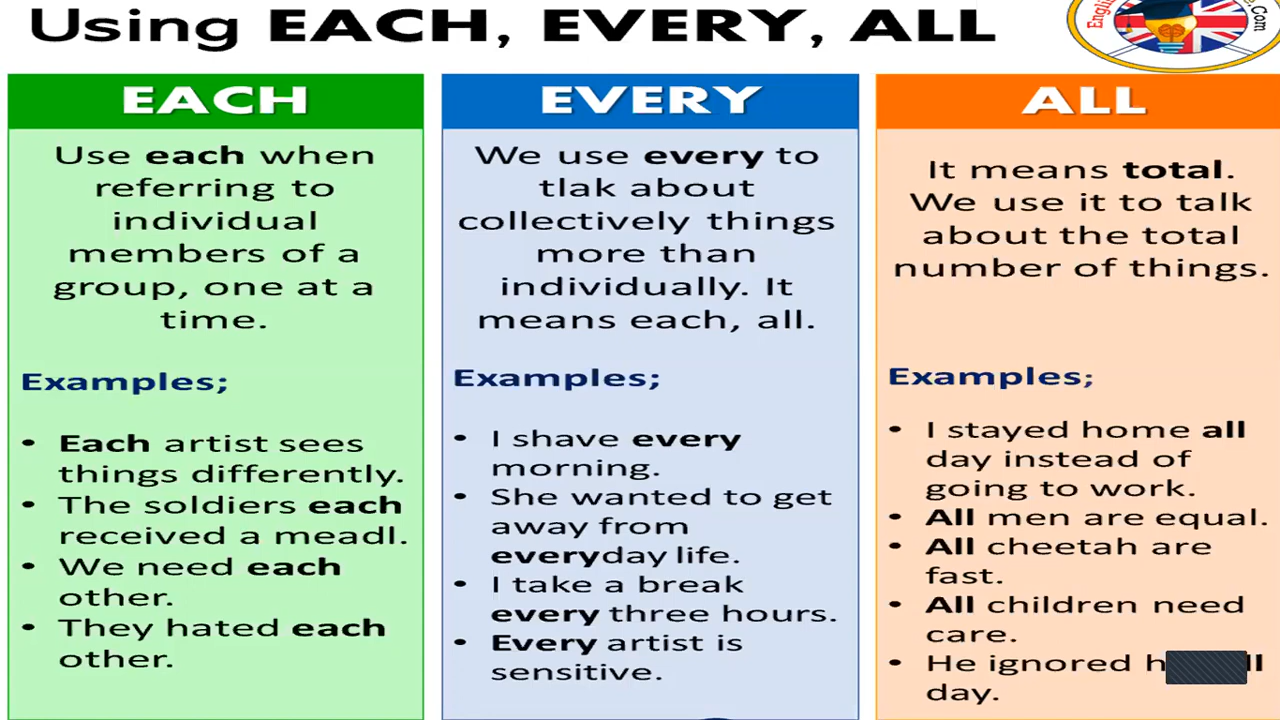 Using EACH, EVERY, ALL
Englis
Com
EACH
Use each when
referring to
individual
members of a
group, one at a
time.
Examples;
• Each artist sees
things differently.
• The soldiers each
received a meadl.
• We need each
other.
• They hated each
other.
EVERY
We use every to
tlak about
collectively things
more than
individually. It
means each, all.
Examples;
• I shave every
morning.
• She wanted to get
away from
everyday life.
• I take a break
every three hours.
• Every artist is
sensitive.
ALL
It means total.
We use it to talk
about the total
number of things.
Examples;
• I stayed home all
day instead of
going to work.
• All men are equal.
• All cheetah are
fast.
• All children need
care.
• He ignored
day.